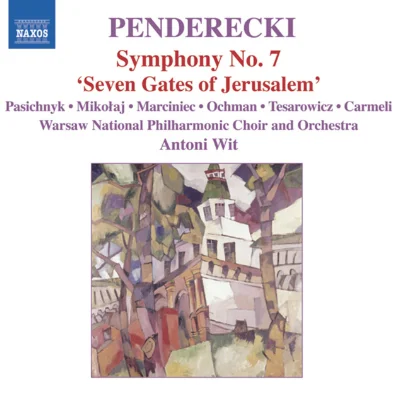 NAXOS
PENDERECKI
Symphony No. 7
‘Seven Gates of Jerusalem’
Pasichnyk • Mikołaj • Marciniec • Ochman • Tesarowicz • Carmeli
Warsaw National Philharmonic Choir and Orchestra
Antoni Wit